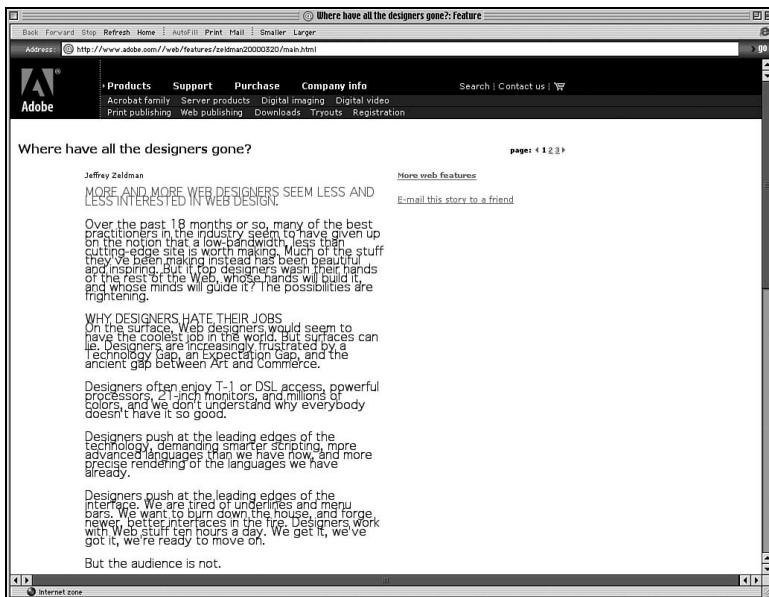 Where have all the designers gone?: Feature
Back Forward Stop Refresh Home AutoFill Print Mail Smaller Larger
Address: http://www.adobe.com//web/features/zeldman20000320/main.html go
Adobe
Products Support Purchase Company info Search | Contact us |
Acrobat family Server products Digital imaging Digital video
Print publishing Web publishing Downloads Tryouts Registration
Where have all the designers gone?
page: 1 2 3
Jeffrey Zeldman
More web features
E-mail this story to a friend
MORE AND MORE WEB DESIGNERS SEEM LESS AND
LESS INTERESTED IN WEB DESIGN.
Over the past 18 months or so, many of the best
practitioners in the industry seem to have given up
on the notion that a low-bandwidth, less than
cutting-edge site is worth making. Much of the stuff
they've been making instead has been beautiful
and inspiring. But if top designers wash their hands
of the rest of the Web, whose hands will build it,
and whose minds will guide it? The possibilities are
frightening.
WHY DESIGNERS HATE THEIR JOBS
On the surface, Web designers would seem to
have the coolest job in the world. But surfaces can
lie. Designers are increasingly frustrated by a
Technology Gap, an Expectation Gap, and the
ancient gap between Art and Commerce.
Designers often enjoy T-1 or DSL access, powerful
processors, 21-inch monitors, and millions of
colors, and we don't understand why everybody
doesn't have it so good.
Designers push at the leading edges of the
technology, demanding smarter scripting, more
advanced languages than we have now, and more
precise rendering of the languages we have
already.
Designers push at the leading edges of the
interface. We are tired of underlines and menu
bars. We want to burn down the house, and forge
newer, better interfaces in the fire. Designers work
with Web stuff ten hours a day. We get it, we've
got it, we're ready to move on.
But the audience is not.
Internet zone